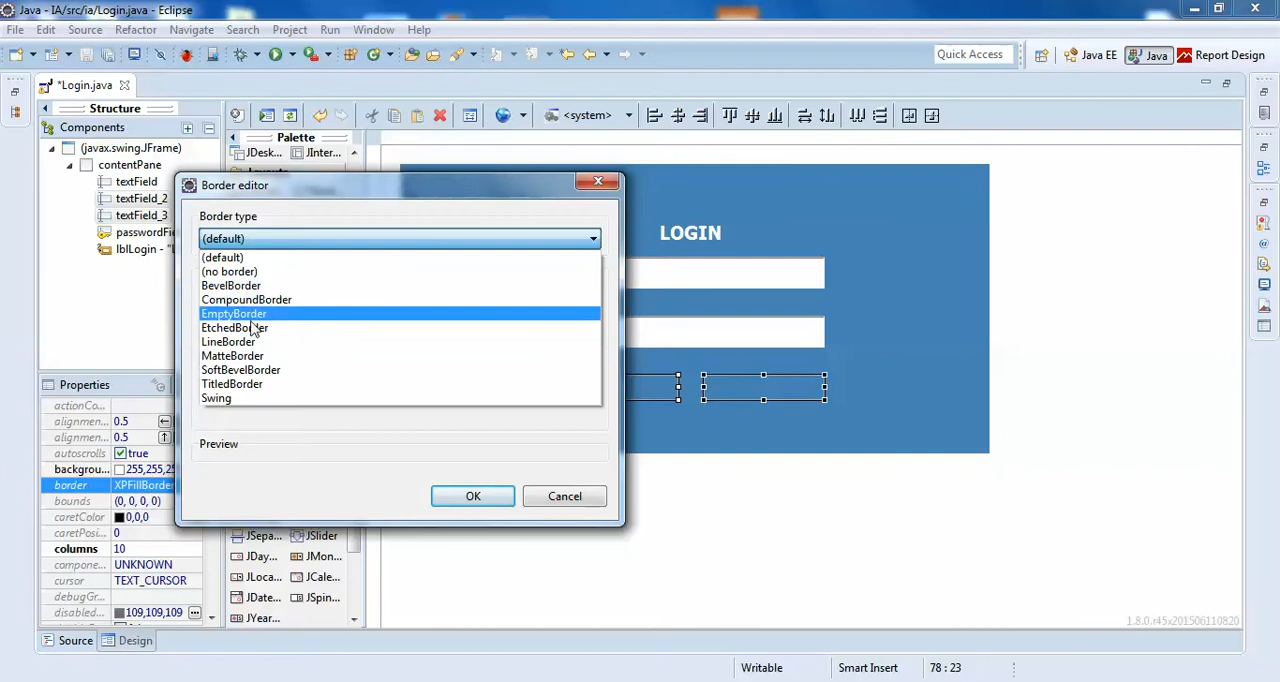 Java - IA/src/ia/Login.java - Eclipse
File Edit Source Refactor Navigate Search Project Run Window Help
Quick Access Java EE Java Report Design
*Login.java
Structure
Components
(javax.swing.JFrame)
contentPane
textField
textField_2
textField_3
passwordFi
lblLogin - "L
Palette
<system>
JDesk... JInter...
Border editor
Border type
(default)
(default)
(no border)
BevelBorder
CompoundBorder
EmptyBorder
EtchedBorder
LineBorder
MatteBorder
SoftBevelBorder
TitledBorder
Swing
Preview
OK Cancel
LOGIN
Properties
actionCo...
alignmen... 0.5
alignmen... 0.5
autoscrolls true
backgrou... 255,255,25
border XPFillBorder
bounds (0, 0, 0, 0)
caretColor 0,0,0
caretPosi... 0
columns 10
compone... UNKNOWN
cursor TEXT_CURSOR
debugGr...
disabled... 109,109,109
JSepa... JSlider
JDay... JMon...
JLoca... JCale...
JDate... JSpin...
JYear...
1.8.0.r45x201506110820
Source Design
Writable Smart Insert 78 : 23